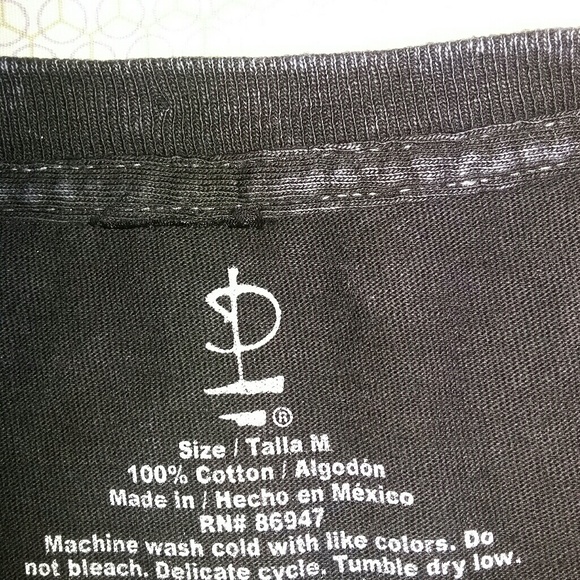 ®
Size / Talla M
100% Cotton / Algodón
Made in / Hecho en México
RN# 86947
Machine wash cold with like colors. Do
not bleach. Delicate cycle. Tumble dry low.